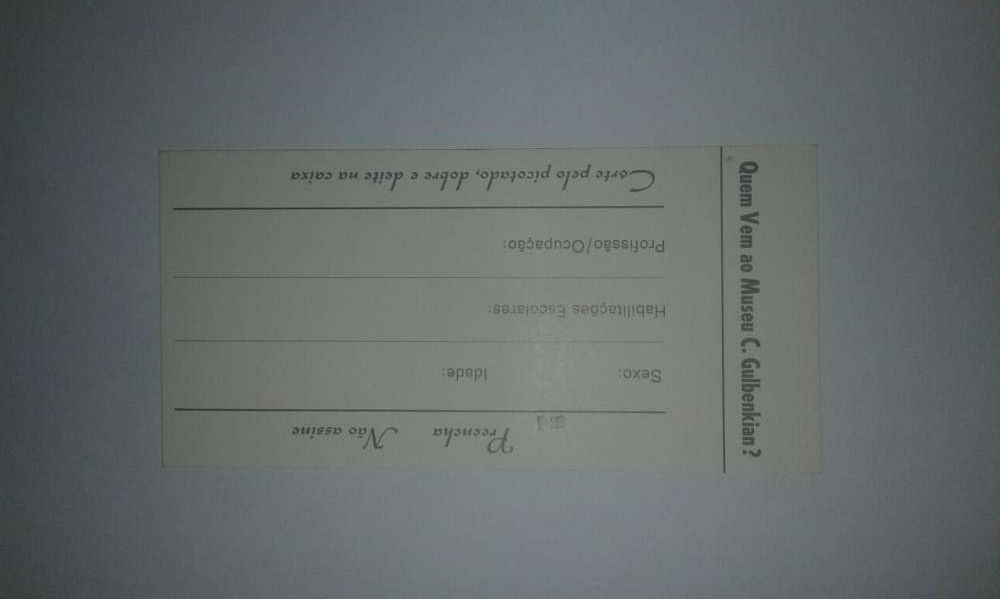 Quem Vem ao Museu C. Gulbenkian?
Preencha Não assine
Sexo: Idade:
Habilitações Escolares:
Profissão/Ocupação:
Corte pelo picotado, dobre e deite na caixa